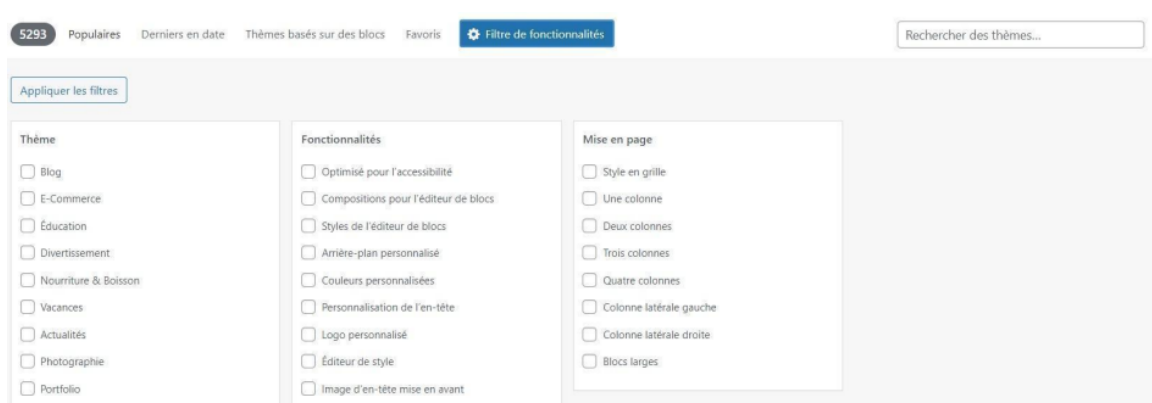 5293 Populaires Derniers en date Thèmes basés sur des blocs Favoris Filtre de fonctionnalités Rechercher des thèmes...
Appliquer les filtres
Thème
Blog
E-Commerce
Éducation
Divertissement
Nourriture & Boisson
Vacances
Actualités
Photographie
Portfolio
Fonctionnalités
Optimisé pour l'accessibilité
Compositions pour l'éditeur de blocs
Styles de l'éditeur de blocs
Arrière-plan personnalisé
Couleurs personnalisées
Personnalisation de l'en-tête
Logo personnalisé
Éditeur de style
Image d'en-tête mise en avant
Mise en page
Style en grille
Une colonne
Deux colonnes
Trois colonnes
Quatre colonnes
Colonne latérale gauche
Colonne latérale droite
Blocs larges